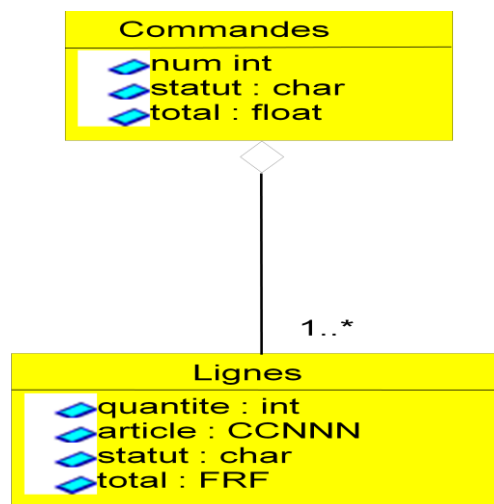 Commandes
num int
statut : char
total : float
1..*
Lignes
quantite : int
article : CCNNN
statut : char
total : FRF